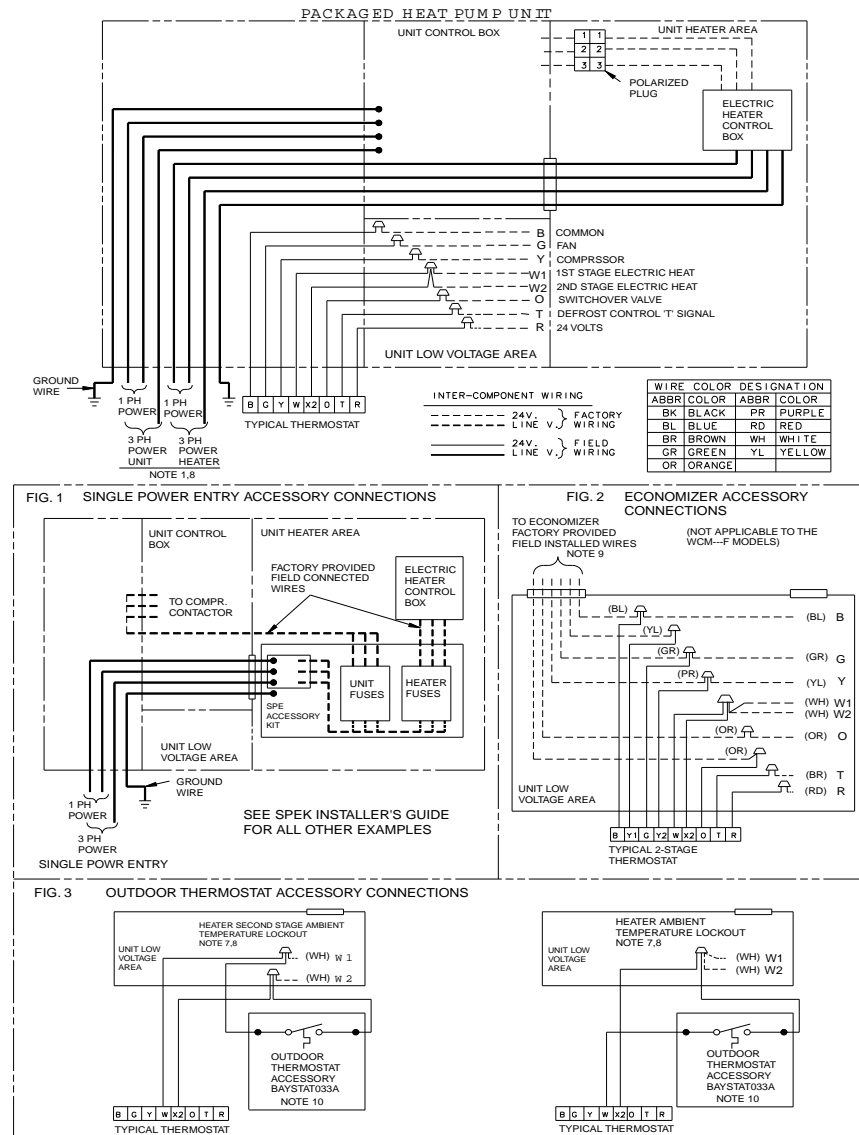 PACKAGED HEAT PUMP UNIT
UNIT CONTROL BOX
UNIT HEATER AREA
1 1
2 2
3 3
POLARIZED
PLUG
ELECTRIC
HEATER
CONTROL
BOX
B COMMON
G FAN
Y COMPRSSOR
W1 1ST STAGE ELECTRIC HEAT
W2 2ND STAGE ELECTRIC HEAT
O SWITCHOVER VALVE
T DEFROST CONTROL 'T' SIGNAL
R 24 VOLTS
UNIT LOW VOLTAGE AREA
GROUND
WIRE
1 PH
POWER
1 PH
POWER
3 PH
POWER
UNIT
3 PH
POWER
HEATER
NOTE 1,8
B G Y W X2 O T R
TYPICAL THERMOSTAT
INTER-COMPONENT WIRING
24V.
LINE V.
FACTORY
WIRING
24V.
LINE V.
FIELD
WIRING
WIRE COLOR DESIGNATION
ABBR COLOR ABBR COLOR
BK BLACK PR PURPLE
BL BLUE RD RED
BR BROWN WH WHITE
GR GREEN YL YELLOW
OR ORANGE
FIG. 1 SINGLE POWER ENTRY ACCESSORY CONNECTIONS
UNIT CONTROL
BOX
UNIT HEATER AREA
FACTORY PROVIDED
FIELD CONNECTED
WIRES
ELECTRIC
HEATER
CONTROL
BOX
TO COMPR.
CONTACTOR
UNIT
FUSES
HEATER
FUSES
SPE
ACCESSORY
KIT
UNIT LOW
VOLTAGE AREA
GROUND
WIRE
1 PH
POWER
3 PH
POWER
SINGLE POWR ENTRY
SEE SPEK INSTALLER'S GUIDE
FOR ALL OTHER EXAMPLES
FIG. 2 ECONOMIZER ACCESSORY
CONNECTIONS
TO ECONOMIZER
FACTORY PROVIDED
FIELD INSTALLED WIRES
NOTE 9
(NOT APPLICABLE TO THE
WCM---F MODELS)
(BL) (BL) B
(YL)
(GR) (GR) G
(PR) (YL) Y
(WH) W1
(WH) W2
(OR) (OR) O
(OR)
(BR) T
(RD) R
UNIT LOW
VOLTAGE AREA
B Y1 G Y2 W X2 O T R
TYPICAL 2-STAGE
THERMOSTAT
FIG. 3 OUTDOOR THERMOSTAT ACCESSORY CONNECTIONS
HEATER SECOND STAGE AMBIENT
TEMPERATURE LOCKOUT
NOTE 7,8
UNIT LOW
VOLTAGE
AREA
(WH) W1
(WH) W2
OUTDOOR
THERMOSTAT
ACCESSORY
BAYSTAT033A
NOTE 10
B G Y W X2 O T R
TYPICAL THERMOSTAT
HEATER AMBIENT
TEMPERATURE LOCKOUT
NOTE 7,8
UNIT LOW
VOLTAGE
AREA
(WH) W1
(WH) W2
OUTDOOR
THERMOSTAT
ACCESSORY
BAYSTAT033A
NOTE 10
B G Y W X2 O T R
TYPICAL THERMOSTAT